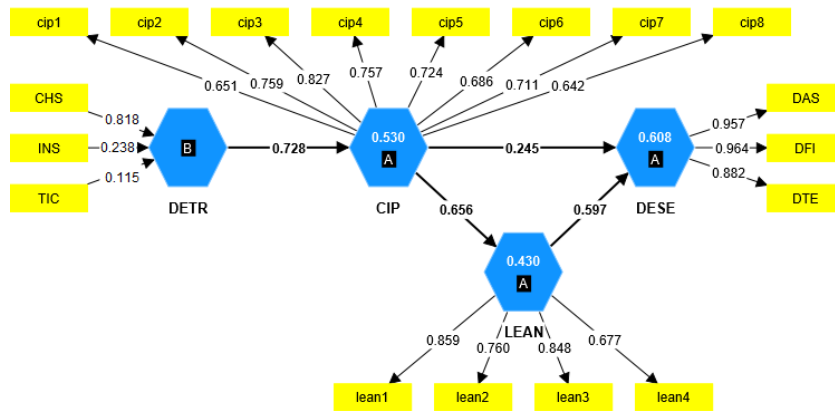 cip1 cip2 cip3 cip4 cip5 cip6 cip7 cip8
0.651 0.759 0.827 0.757 0.724 0.686 0.711 0.642
CHS
INS
TIC
0.818
0.238
0.115
B
DETR
0.728
0.530
A
CIP
0.245
0.608
A
DESE
0.957
0.964
0.882
DAS
DFI
DTE
0.656
0.597
0.430
A
LEAN
0.859 0.760 0.848 0.677
lean1 lean2 lean3 lean4